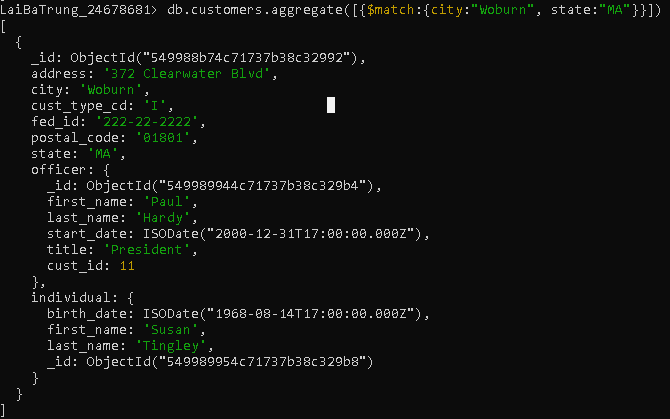 LaiBaTrung_24678681> db.customers.aggregate([{$match:{city:"Woburn", state:"MA"}}])
[
  {
    _id: ObjectId("549988b74c71737b38c32992"),
    address: '372 Clearwater Blvd',
    city: 'Woburn',
    cust_type_cd: 'I',
    fed_id: '222-22-2222',
    postal_code: '01801',
    state: 'MA',
    officer: {
      _id: ObjectId("549989944c71737b38c329b4"),
      first_name: 'Paul',
      last_name: 'Hardy',
      start_date: ISODate("2000-12-31T17:00:00.000Z"),
      title: 'President',
      cust_id: 11
    },
    individual: {
      birth_date: ISODate("1968-08-14T17:00:00.000Z"),
      first_name: 'Susan',
      last_name: 'Tingley',
      _id: ObjectId("549989954c71737b38c329b8")
    }
  }
]